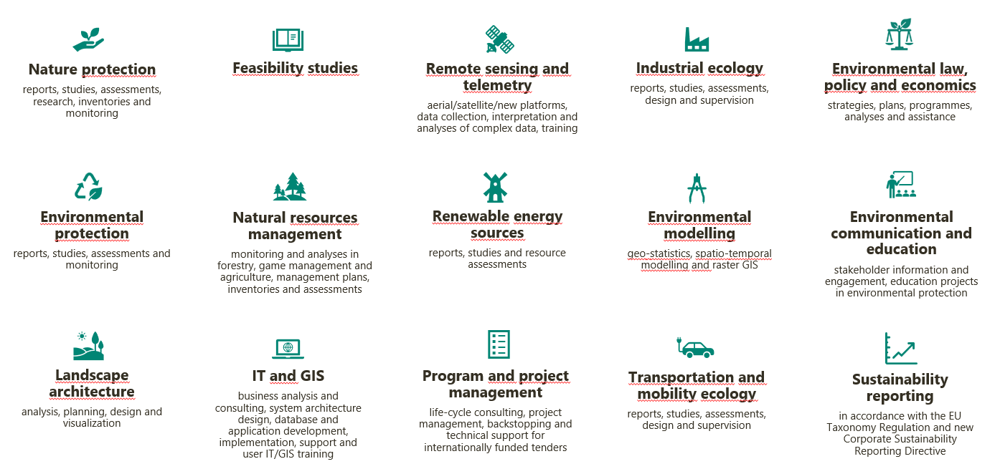 Nature protection
reports, studies, assessments,
research, inventories and
monitoring
Feasibility studies
Remote sensing and
telemetry
aerial/satellite/new platforms,
data collection, interpretation and
analyses of complex data, training
Industrial ecology
reports, studies, assessments,
design and supervision
Environmental law,
policy and economics
strategies, plans, programmes,
analyses and assistance
Environmental
protection
reports, studies, assessments and
monitoring
Natural resources
management
monitoring and analyses in
forestry, game management and
agriculture, management plans,
inventories and assessments
Renewable energy
sources
reports, studies and resource
assessments
Environmental
modelling
geo-statistics, spatio-temporal
modelling and raster GIS
Environmental
communication and
education
stakeholder information and
engagement, education projects
in environmental protection
Landscape
architecture
analysis, planning, design and
visualization
IT and GIS
business analysis and
consulting, system architecture
design, database and
application development,
implementation, support and
user IT/GIS training
Program and project
management
life-cycle consulting, project
management, backstopping and
technical support for
internationally funded tenders
Transportation and
mobility ecology
reports, studies, assessments,
design and supervision
Sustainability
reporting
in accordance with the EU
Taxonomy Regulation and new
Corporate Sustainability
Reporting Directive